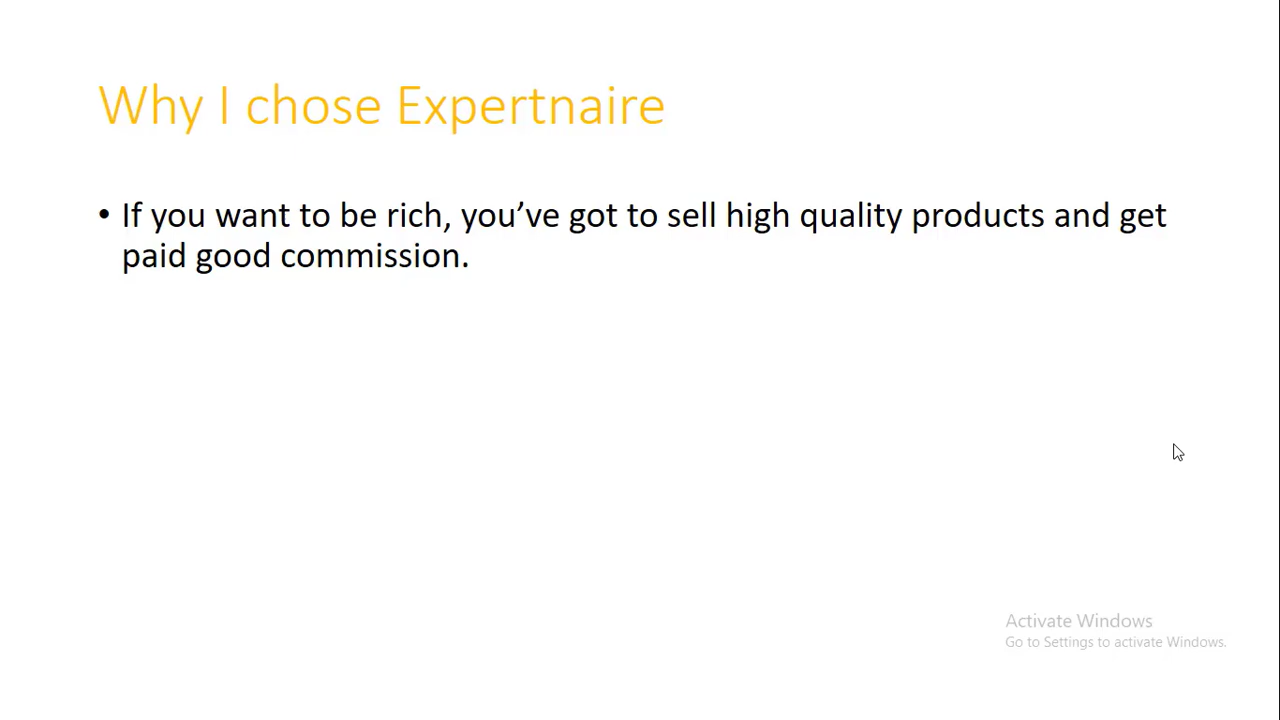 Why I chose Expertnaire
• If you want to be rich, you’ve got to sell high quality products and get
paid good commission.
Activate Windows
Go to Settings to activate Windows.